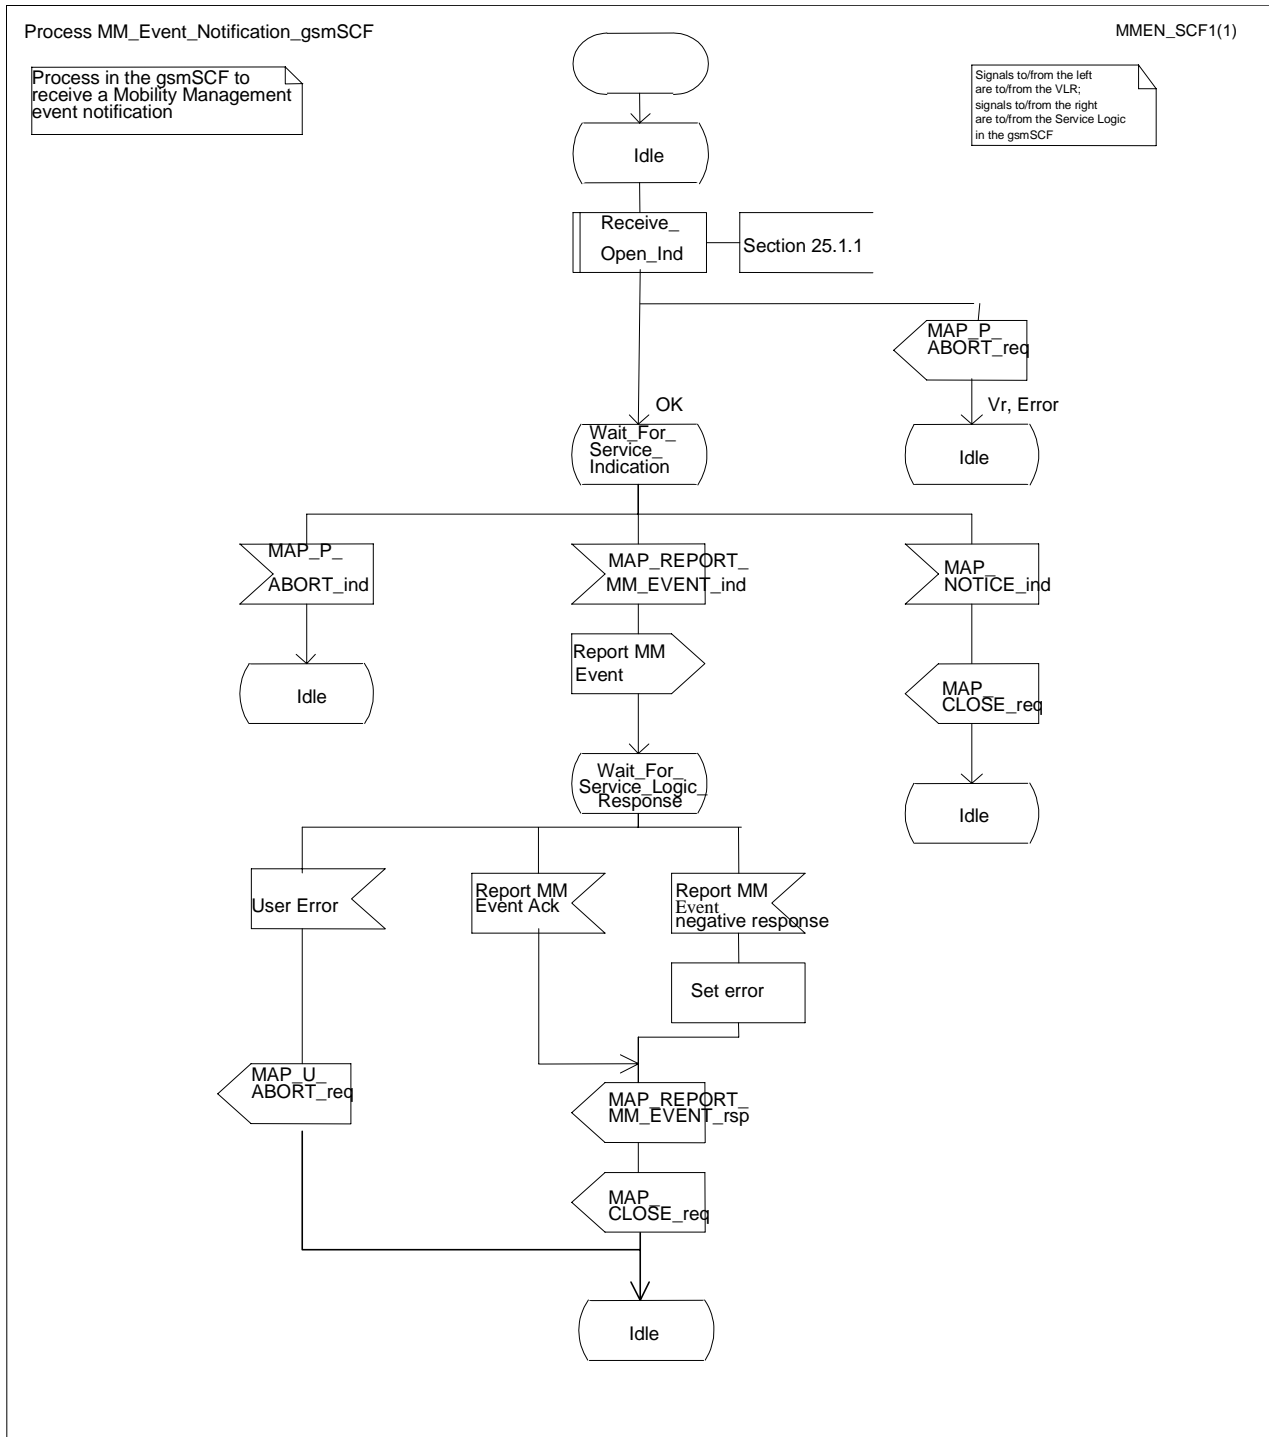 Process MM_Event_Notification_gsmSCF
MMEN_SCF1(1)
Process in the gsmSCF to
receive a Mobility Management
event notification
Signals to/from the left
are to/from the VLR;
signals to/from the right
are to/from the Service Logic
in the gsmSCF
Idle
Receive_
Open_Ind
Section 25.1.1
MAP_P_
ABORT_req
OK
Vr, Error
Wait_For_
Service_
Indication
Idle
MAP_P_
ABORT_ind
MAP_REPORT_
MM_EVENT_ind
MAP_
NOTICE_ind
Report MM
Event
Idle
MAP_
CLOSE_req
Wait_For_
Service_Logic_
Response
Idle
User Error
Report MM
Event Ack
Report MM
Event
negative response
Set error
MAP_U_
ABORT_req
MAP_REPORT_
MM_EVENT_rsp
MAP_
CLOSE_req
Idle